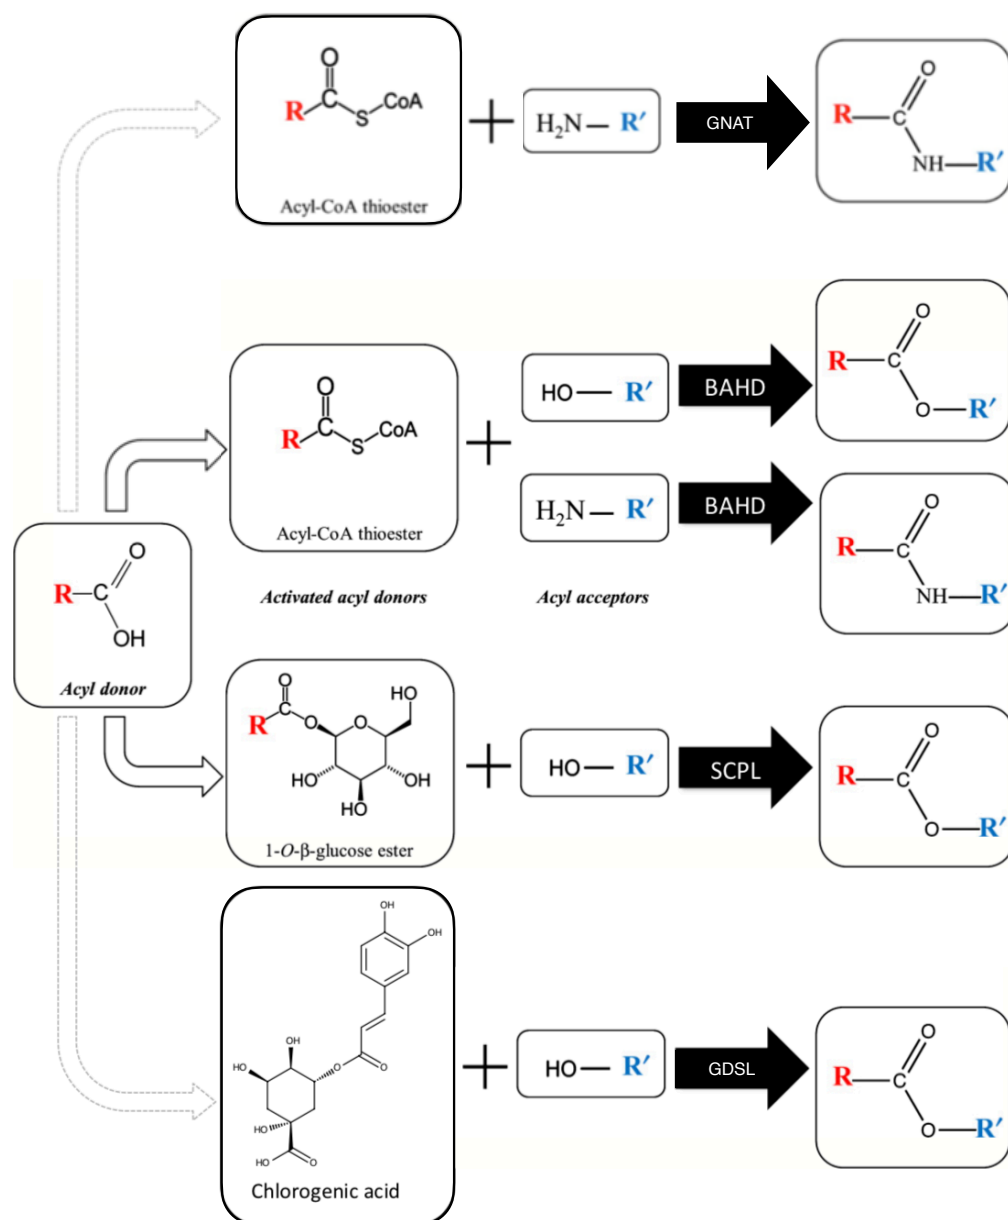 O
R C S CoA
Acyl-CoA thioester
H₂N — R′
GNAT
O
R C
NH R′
O
R C S CoA
Acyl-CoA thioester
HO — R′
BAHD
O
R C
O R′
H₂N — R′
BAHD
O
R C
NH R′
Activated acyl donors
Acyl acceptors
O
R C
OH
Acyl donor
O
R C O O HO
HO HO OH
1-O-β-glucose ester
HO — R′
SCPL
O
R C
O R′
OH
OH
OH O O
HO
HO
HO O
Chlorogenic acid
HO — R′
GDSL
O
R C
O R′